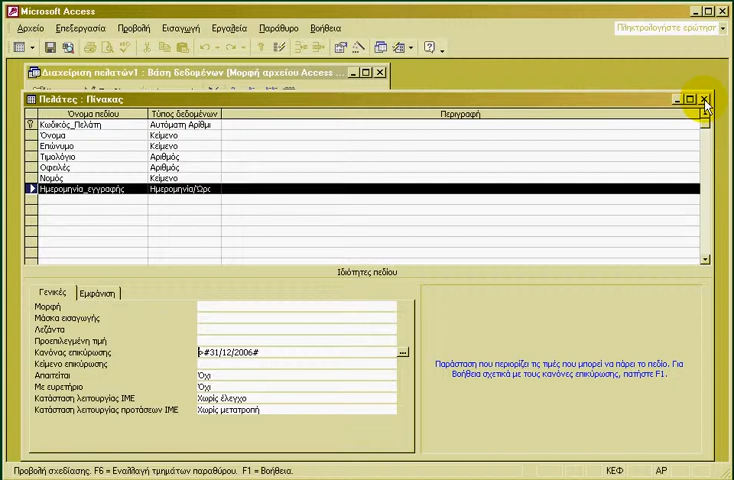 Microsoft Access
Αρχείο Επεξεργασία Προβολή Εισαγωγή Εργαλεία Παράθυρο Βοήθεια
Πληκτρολογήστε ερώτηση
Διαχείριση πελατών1 : Βάση δεδομένων (Μορφή αρχείου Access ...
Πελάτες : Πίνακας
Όνομα πεδίου Τύπος δεδομένων Περιγραφή
Κωδικός_Πελάτη Αυτόματη Αρίθμι
Όνομα Κείμενο
Επώνυμο Κείμενο
Τιμολόγιο Αριθμός
Οφειλές Αριθμός
Νομός Κείμενο
Ημερομηνία_εγγραφής Ημερομηνία/Ώρα
Ιδιότητες πεδίου
Γενικές Εμφάνιση
Μορφή
Μάσκα εισαγωγής
Λεζάντα
Προεπιλεγμένη τιμή
Κανόνας επικύρωσης >#31/12/2006#
Κείμενο επικύρωσης
Απαιτείται Όχι
Με ευρετήριο Όχι
Κατάσταση λειτουργίας IME Χωρίς έλεγχο
Κατάσταση λειτουργίας προτάσεων IME Χωρίς μετατροπή
Παράσταση που περιορίζει τις τιμές που μπορεί να πάρει το πεδίο. Για
Βοήθεια σχετικά με τους κανόνες επικύρωσης, πατήστε F1.
Προβολή σχεδίασης. F6 = Εναλλαγή τμημάτων παραθύρου. F1 = Βοήθεια.
ΚΕΦ ΑΡ